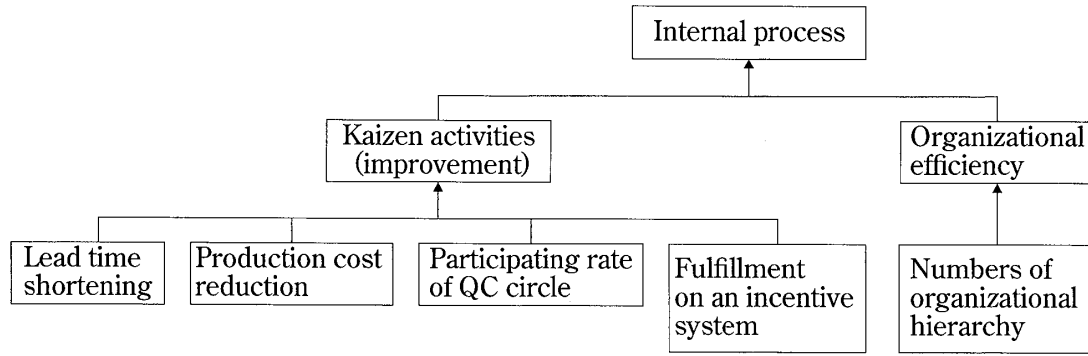 Internal process
Kaizen activities
(improvement)
Organizational
efficiency
Lead time
shortening
Production cost
reduction
Participating rate
of QC circle
Fulfillment
on an incentive
system
Numbers of
organizational
hierarchy